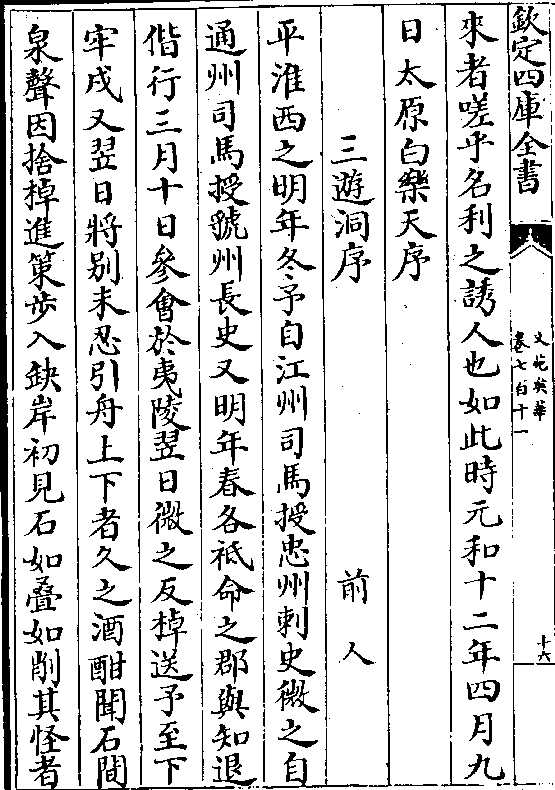 欽定四庫全書
文苑英華
卷七百十一
十六
來者嗟乎名利之誘人也如此時元和十二年四月九
日太原白樂天序
三遊洞序
前人
平淮西之明年冬予自江州司馬授忠州刺史微之自
通州司馬授虢州長史又明年春各祗命之郡與知退
偕行三月十日參會於夷陵翌日微之反棹送予至下
牢戍又翌日將别未忍引舟上下者久之酒酣聞石間
泉聲因捨棹進策步入缺岸初見石如叠如削其怪者